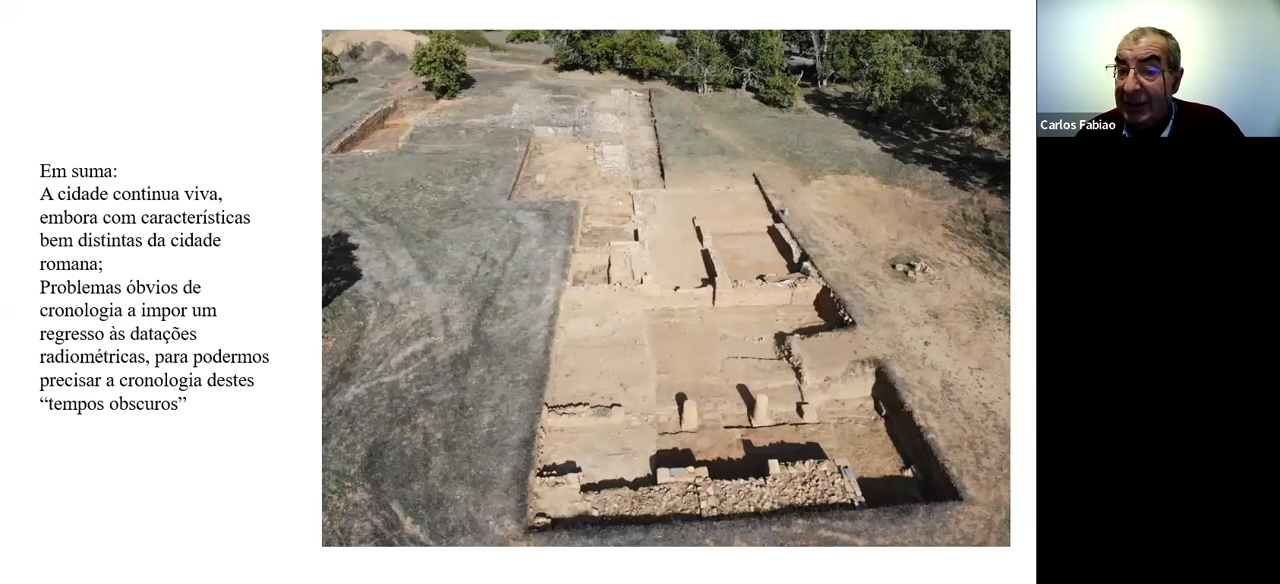 Em suma:
A cidade continua viva,
embora com características
bem distintas da cidade
romana;
Problemas óbvios de
cronologia a impor um
regresso às datações
radiométricas, para podermos
precisar a cronologia destes
“tempos obscuros”
Carlos Fabiao